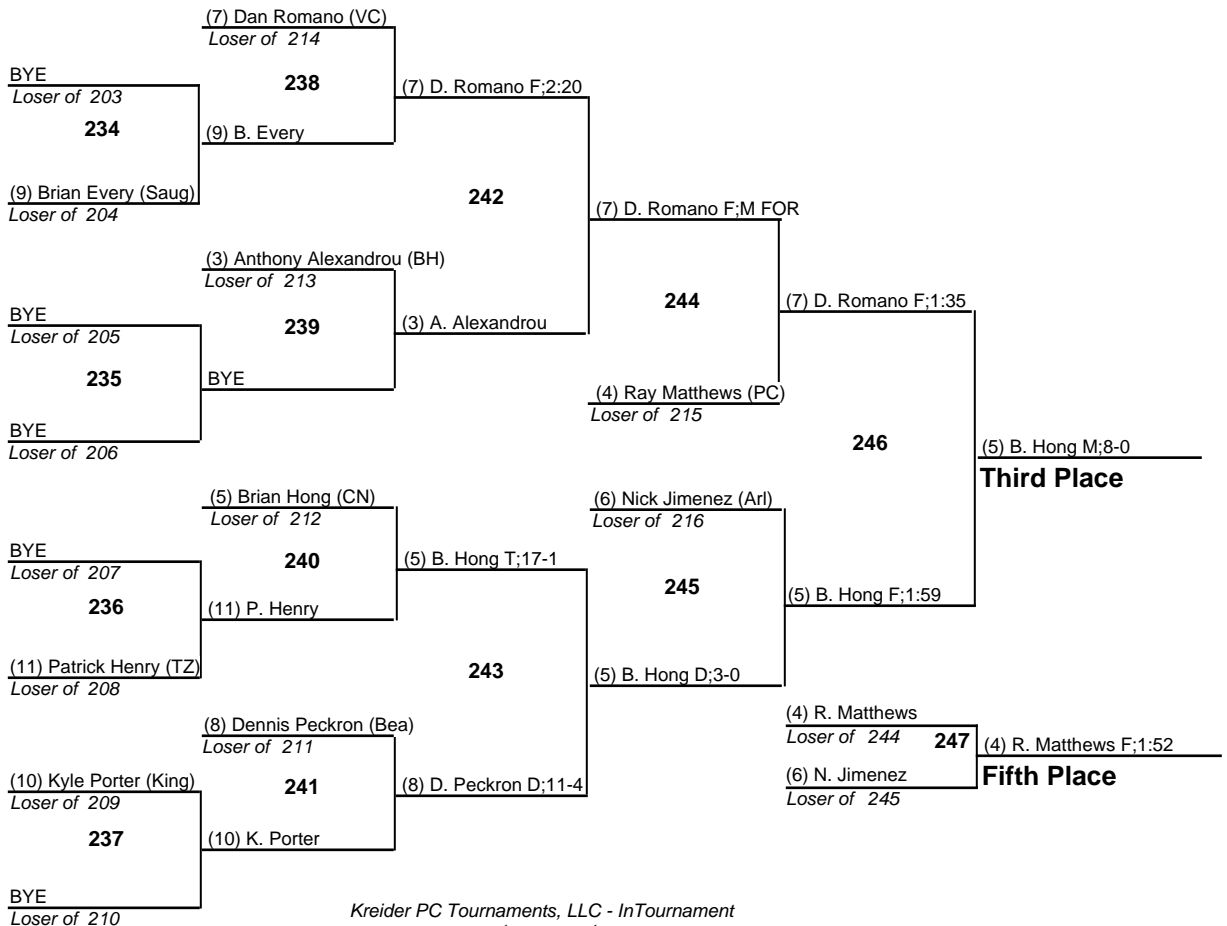 (7) Dan Romano (VC)
Loser of 214
BYE
Loser of 203
238
(7) D. Romano F;2:20
234
(9) B. Every
(9) Brian Every (Saug)
Loser of 204
242
(7) D. Romano F;M FOR
(3) Anthony Alexandrou (BH)
Loser of 213
BYE
Loser of 205
239
(3) A. Alexandrou
244
(7) D. Romano F;1:35
235
BYE
(4) Ray Matthews (PC)
Loser of 215
BYE
Loser of 206
246
(5) B. Hong M;8-0
Third Place
(5) Brian Hong (CN)
Loser of 212
(6) Nick Jimenez (Arl)
Loser of 216
BYE
Loser of 207
240
(5) B. Hong T;17-1
236
(11) P. Henry
245
(5) B. Hong F;1:59
(11) Patrick Henry (TZ)
Loser of 208
243
(5) B. Hong D;3-0
(8) Dennis Peckron (Bea)
Loser of 211
(4) R. Matthews
Loser of 244
247
(4) R. Matthews F;1:52
Fifth Place
(10) Kyle Porter (King)
Loser of 209
241
(8) D. Peckron D;11-4
(6) N. Jimenez
Loser of 245
237
(10) K. Porter
BYE
Loser of 210
Kreider PC Tournaments, LLC - InTournament